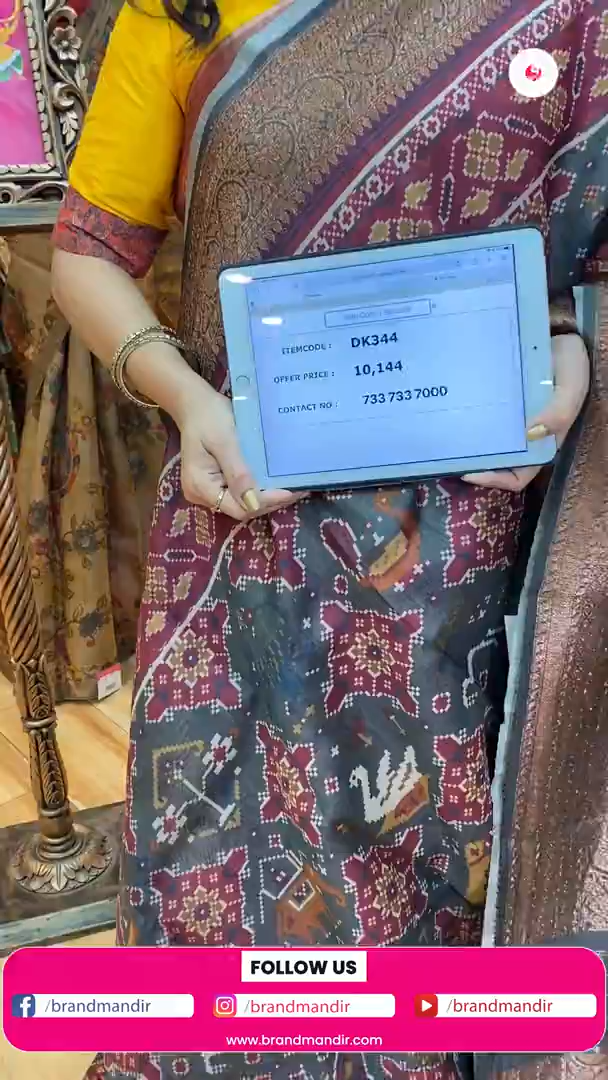 ITEMCODE : DK344
OFFER PRICE : 10,144
CONTACT NO : 733 733 7000
FOLLOW US
/brandmandir /brandmandir /brandmandir
www.brandmandir.com